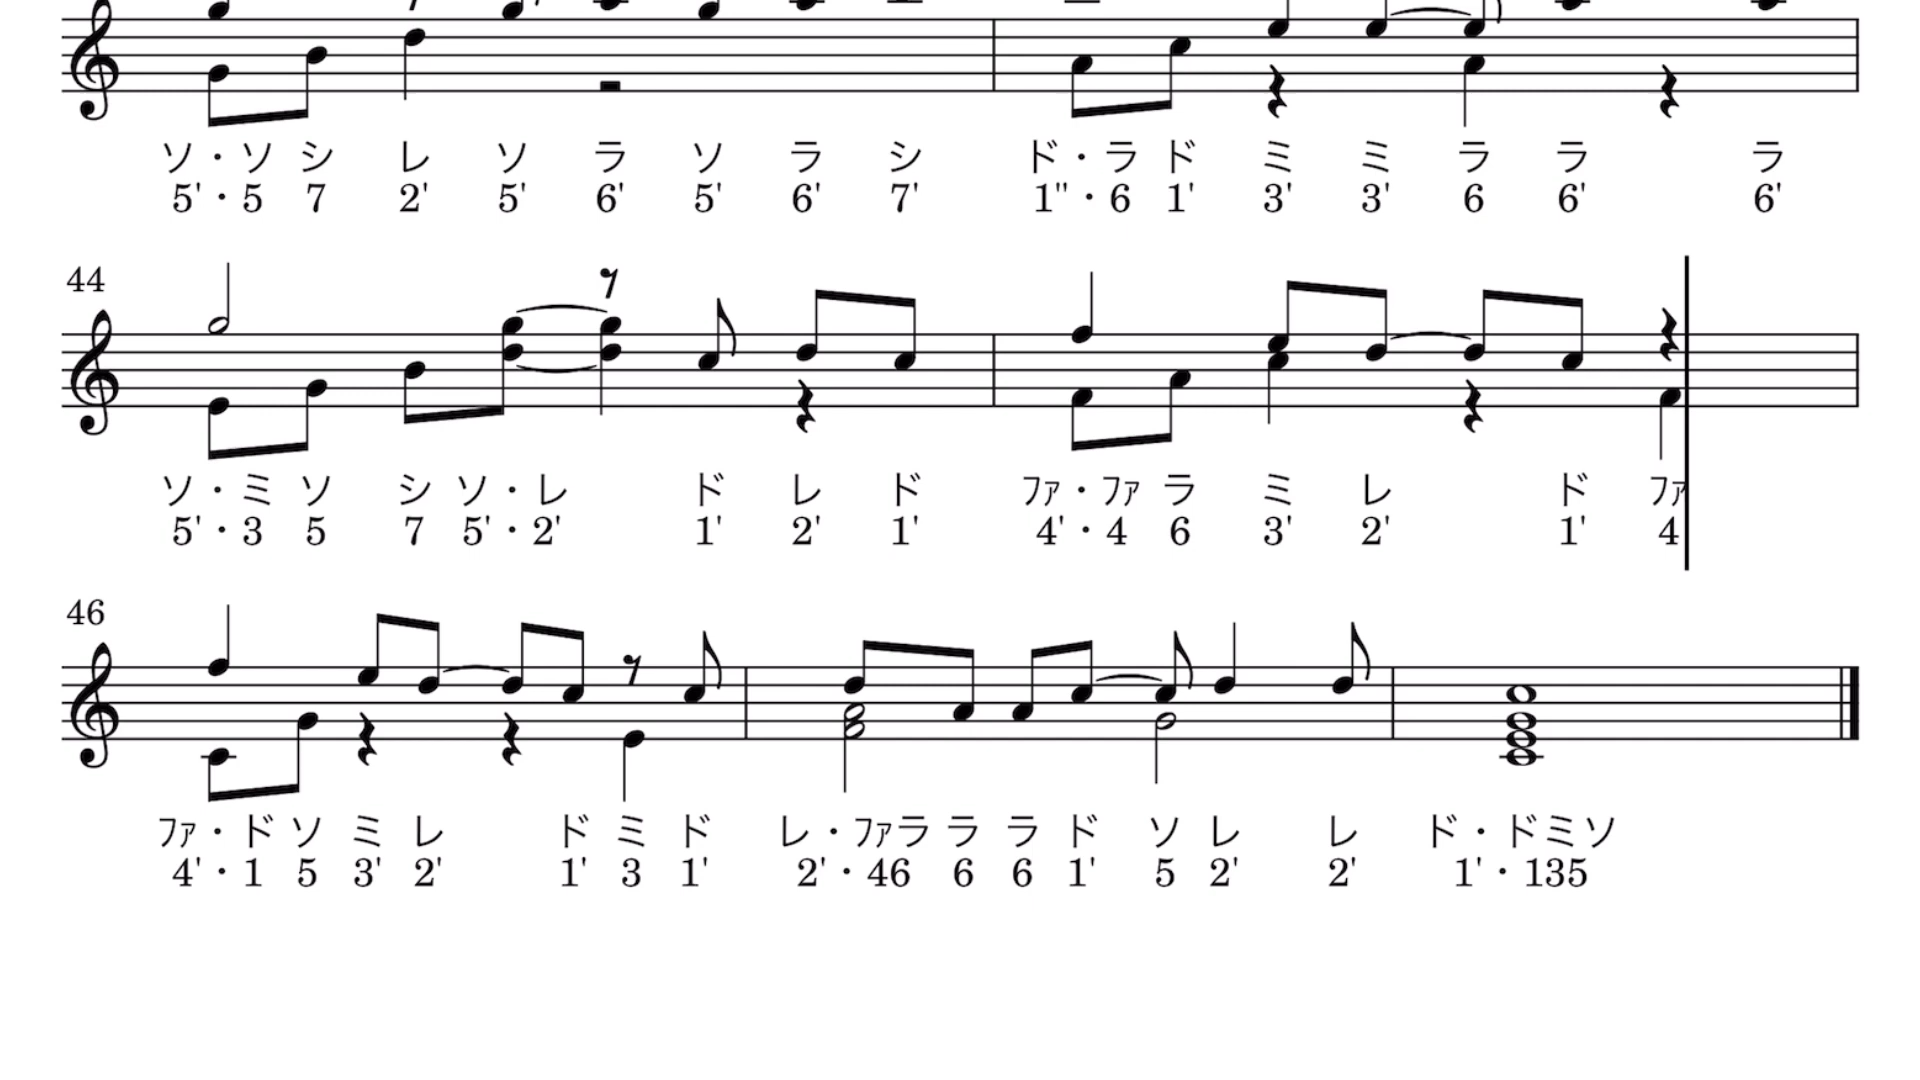 ソ・ソ シ レ ソ ラ ソ ラ シ ド・ラ ド ミ ミ ラ ラ ラ
5'・5 7 2' 5' 6' 5' 6' 7' 1"・6 1' 3' 3' 6 6' 6'
44
ソ・ミ ソ シ ソ・レ ド レ ド ファ・ファ ラ ミ レ ド ファ
5'・3 5 7 5'・2' 1' 2' 1' 4'・4 6 3' 2' 1' 4
46
ファ・ド ソ ミ レ ド ミ ド レ・ファラ ラ ラ ド ソ レ レ ド・ドミソ
4'・1 5 3' 2' 1' 3 1' 2'・46 6 6 1' 5 2' 2' 1'・135